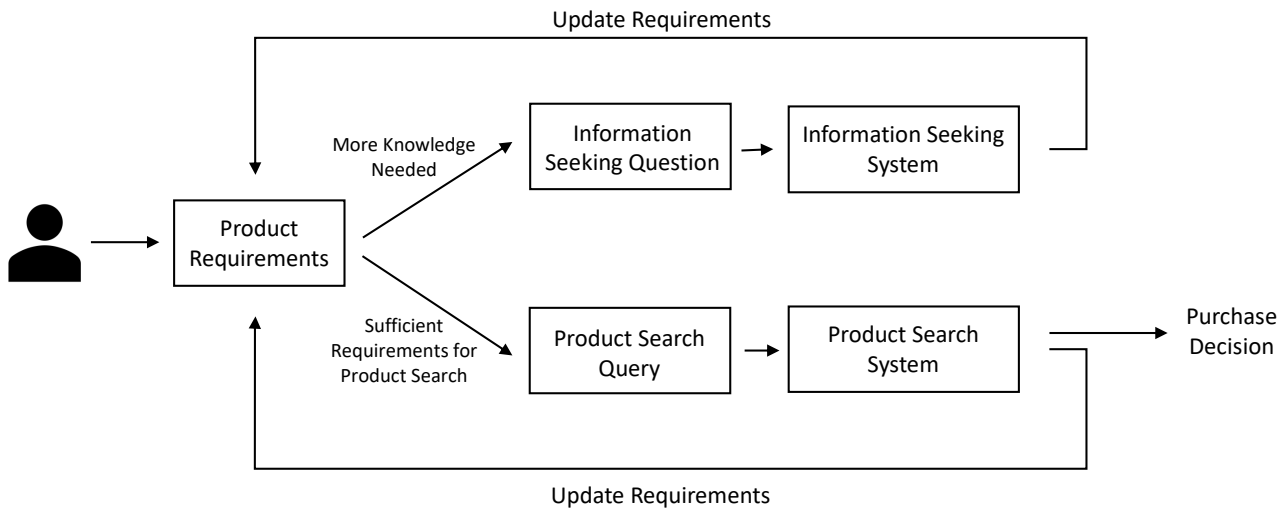 Update Requirements
More Knowledge
Needed
Information
Seeking Question
Information Seeking
System
Product
Requirements
Sufficient
Requirements for
Product Search
Product Search
Query
Product Search
System
Purchase
Decision
Update Requirements